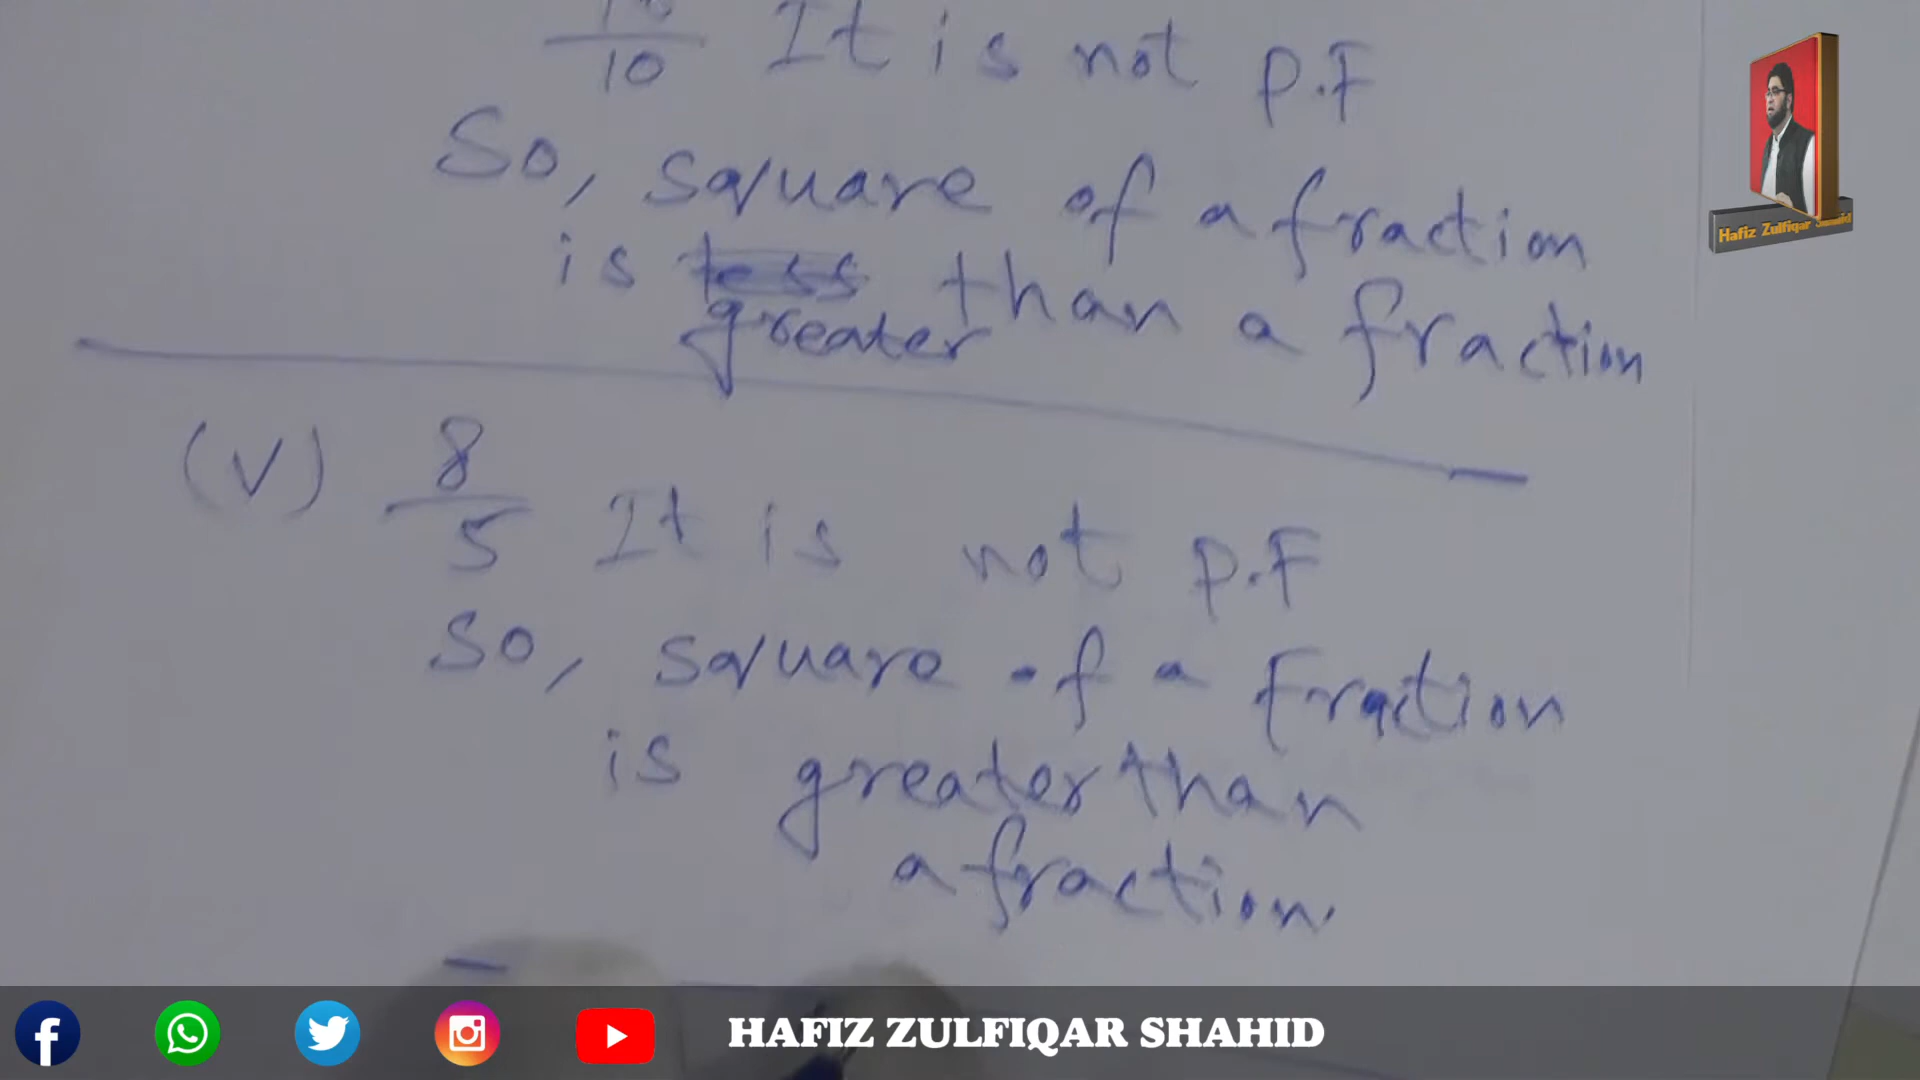 10 It is not P.F
So, square of a fraction
is less than a fraction
greater
(V) 8
5 It is not P.F
So, square of a Fraction
is greater than
a fraction.
Hafiz Zulfiqar Shahid
HAFIZ ZULFIQAR SHAHID